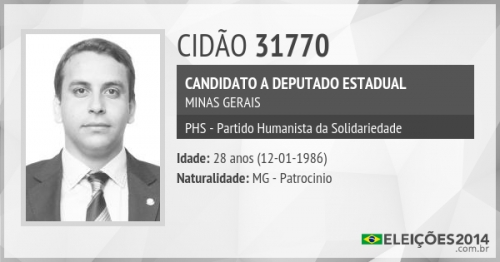 CIDÃO 31770
CANDIDATO A DEPUTADO ESTADUAL
MINAS GERAIS
PHS - Partido Humanista da Solidariedade
Idade: 28 anos (12-01-1986)
Naturalidade: MG - Patrocinio
ELEIÇÕES2014
.com.br